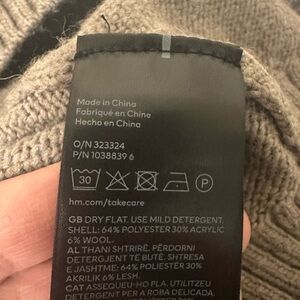 Made in China
Fabriqué en Chine
Hecho en China
O/N 323324
P/N 1038839 6
30
P
hm.com/takecare
GB DRY FLAT. USE MILD DETERGENT.
SHELL: 64% POLYESTER 30% ACRYLIC
6% WOOL.
AL THANI SHTRIRË. PËRDORNI
DETERGJENT TË BUTË. SHTRESA
E JASHTME: 64% POLIESTËR 30%
AKRILIK 6% LESH.
CAT ASSEQUEU-HO PLA. UTILITZEU
DETERGENT PER A ROBA DELICADA.